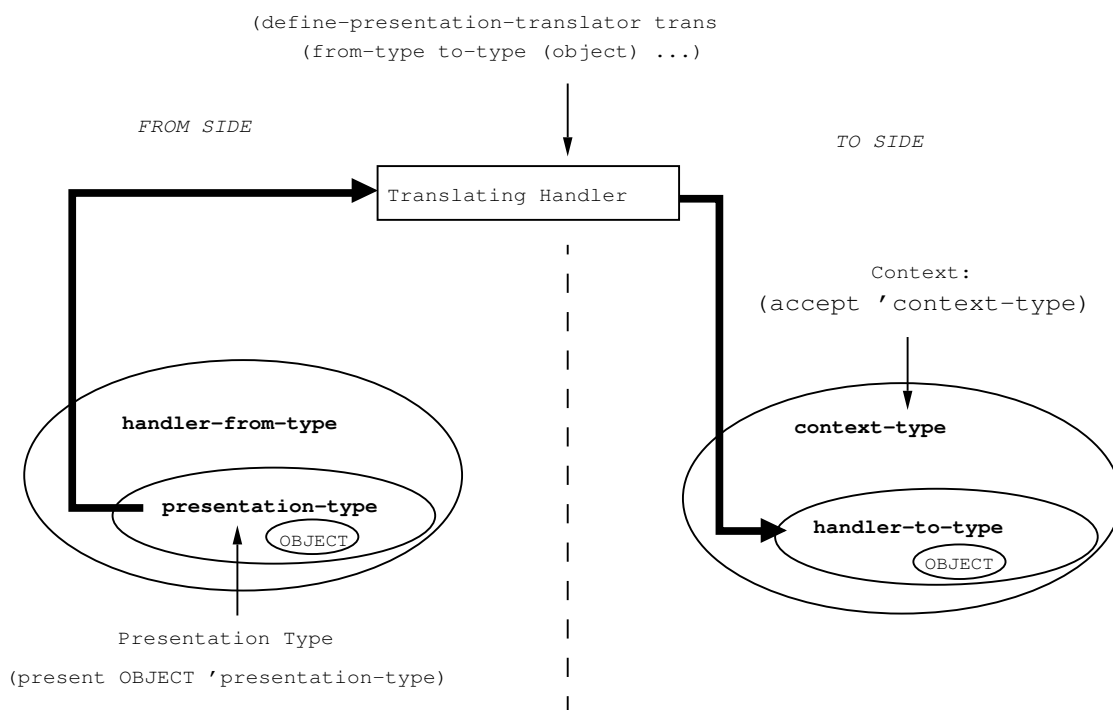 (define-presentation-translator trans
(from-type to-type (object) ...)
FROM SIDE
TO SIDE
Translating Handler
Context:
(accept ’context-type)
handler-from-type
context-type
presentation-type
OBJECT
handler-to-type
OBJECT
Presentation Type
(present OBJECT ’presentation-type)